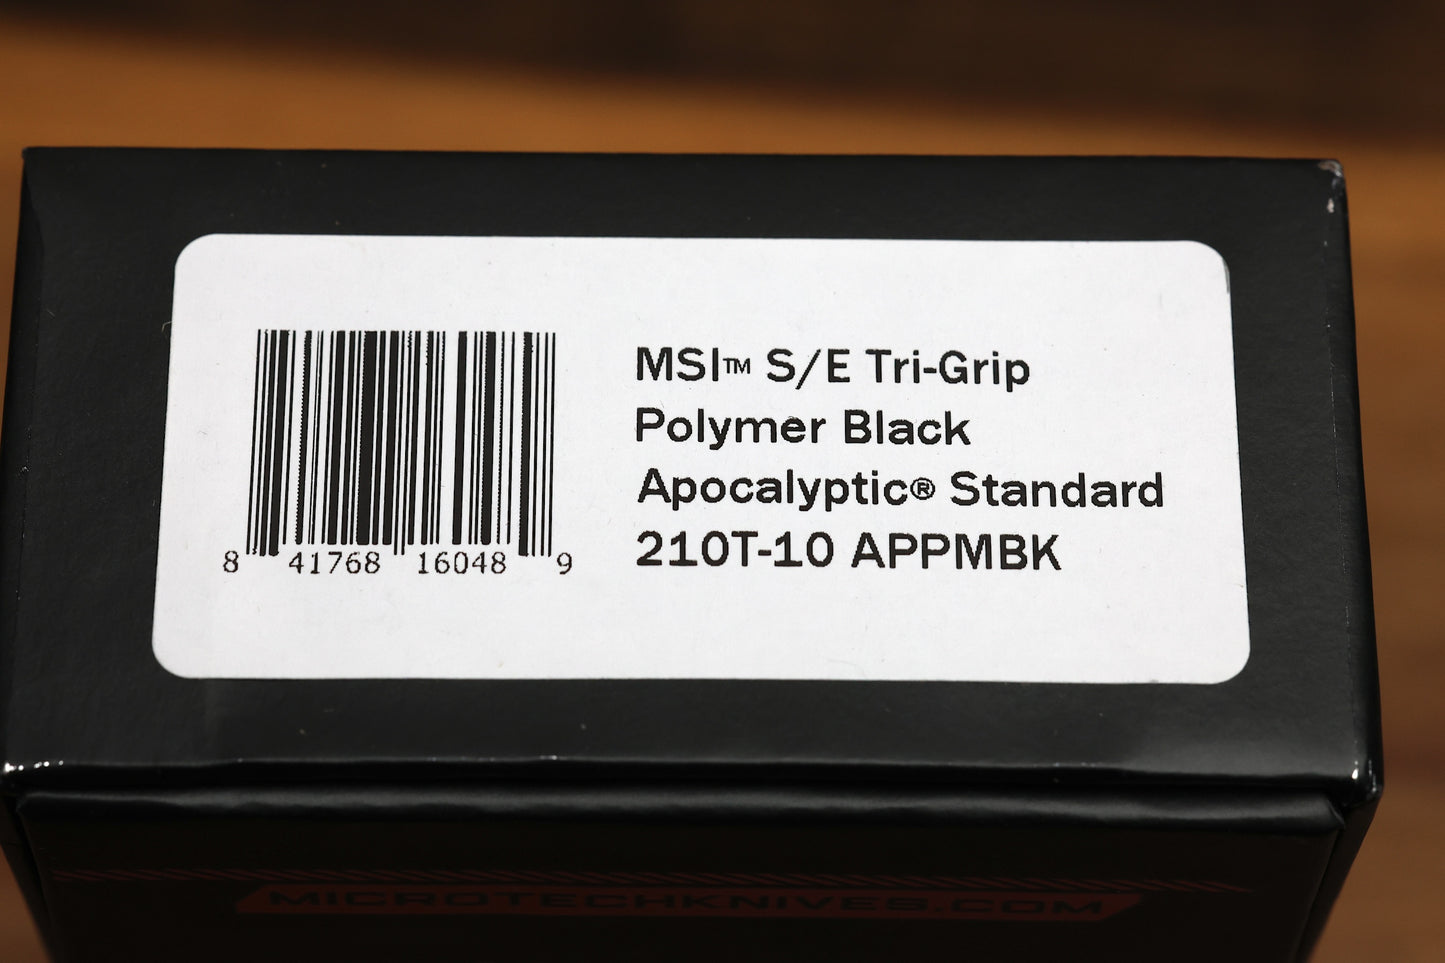 MSI™ S/E Tri-Grip
Polymer Black
Apocalyptic® Standard
210T-10 APPMBK
8 41768 16048 9
MICROTECHKNIVES.COM